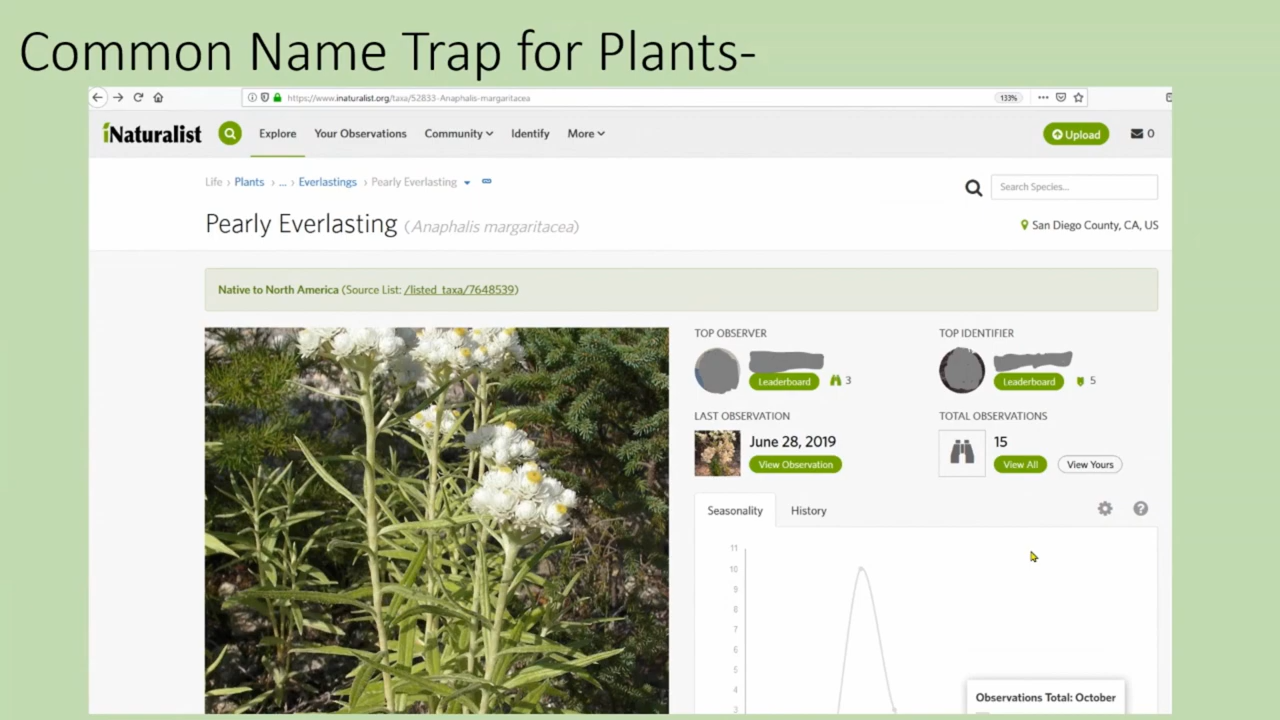 Common Name Trap for Plants-
https://www.inaturalist.org/taxa/52833-Anaphalis-margaritacea
133%
iNaturalist Explore Your Observations Community Identify More Upload 0
Life › Plants › ... › Everlastings › Pearly Everlasting
Search Species...
Pearly Everlasting (Anaphalis margaritacea)
San Diego County, CA, US
Native to North America (Source List: /listed_taxa/7648539)
TOP OBSERVER
Leaderboard 3
TOP IDENTIFIER
Leaderboard 5
LAST OBSERVATION
June 28, 2019
View Observation
TOTAL OBSERVATIONS
15
View All View Yours
Seasonality History
11
10
9
8
7
6
5
4
3
Observations Total: October